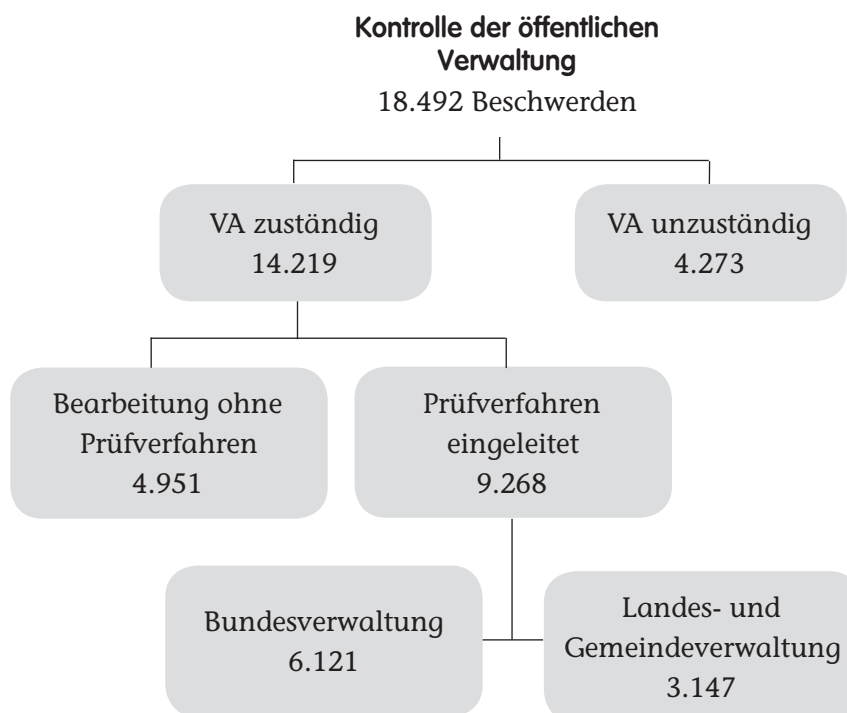 Kontrolle der öffentlichen
Verwaltung
18.492 Beschwerden
VA zuständig
14.219
VA unzuständig
4.273
Bearbeitung ohne
Prüfverfahren
4.951
Prüfverfahren
eingeleitet
9.268
Bundesverwaltung
6.121
Landes- und
Gemeindeverwaltung
3.147